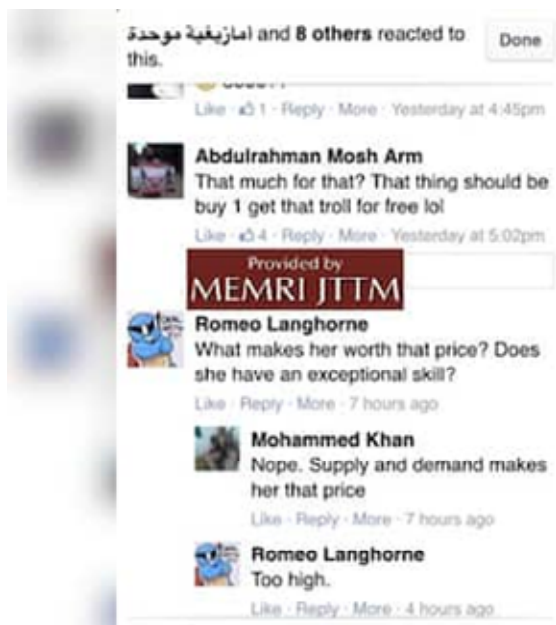 أمازيغية موحدة and 8 others reacted to
this.
Done
Like · 1 · Reply · More · Yesterday at 4:45pm
Abdulrahman Mosh Arm
That much for that? That thing should be
buy 1 get that troll for free lol
Like · 4 · Reply · More · Yesterday at 5:02pm
Provided by
MEMRI JTTM
Romeo Langhorne
What makes her worth that price? Does
she have an exceptional skill?
Like · Reply · More · 7 hours ago
Mohammed Khan
Nope. Supply and demand makes
her that price
Like · Reply · More · 7 hours ago
Romeo Langhorne
Too high.
Like · Reply · More · 4 hours ago